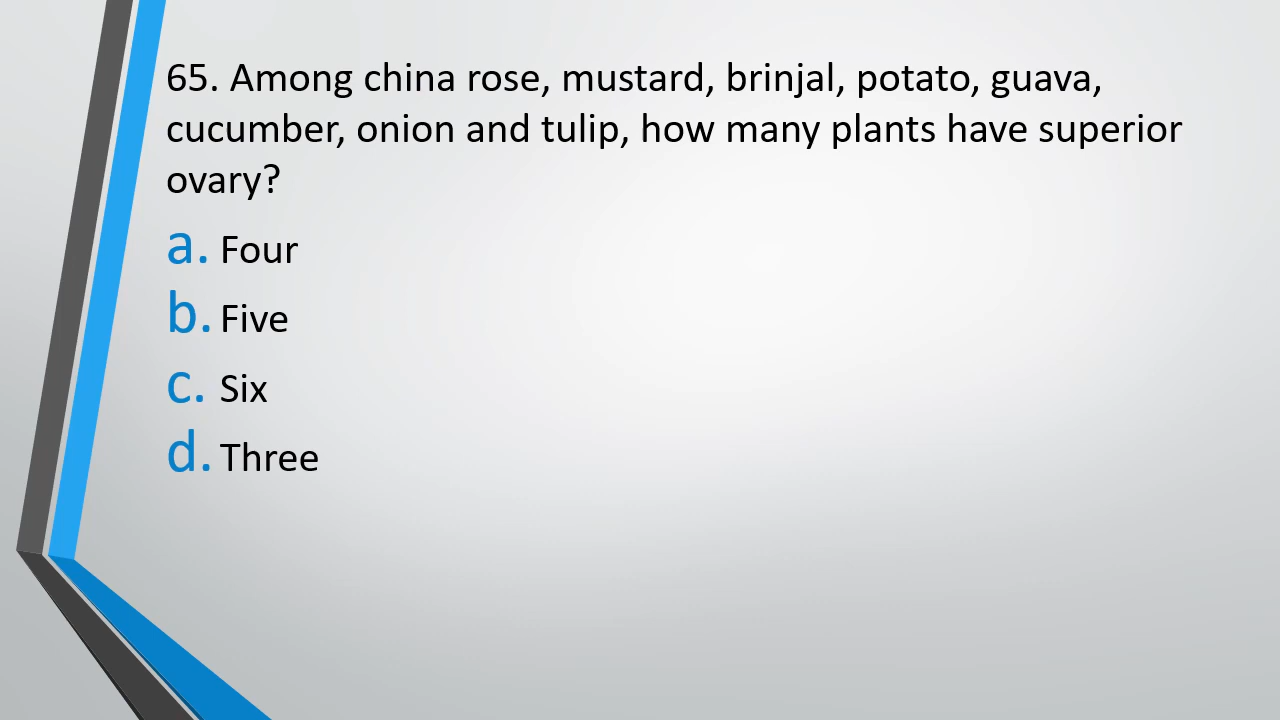 65. Among china rose, mustard, brinjal, potato, guava,
cucumber, onion and tulip, how many plants have superior
ovary?
a. Four
b. Five
c. Six
d. Three